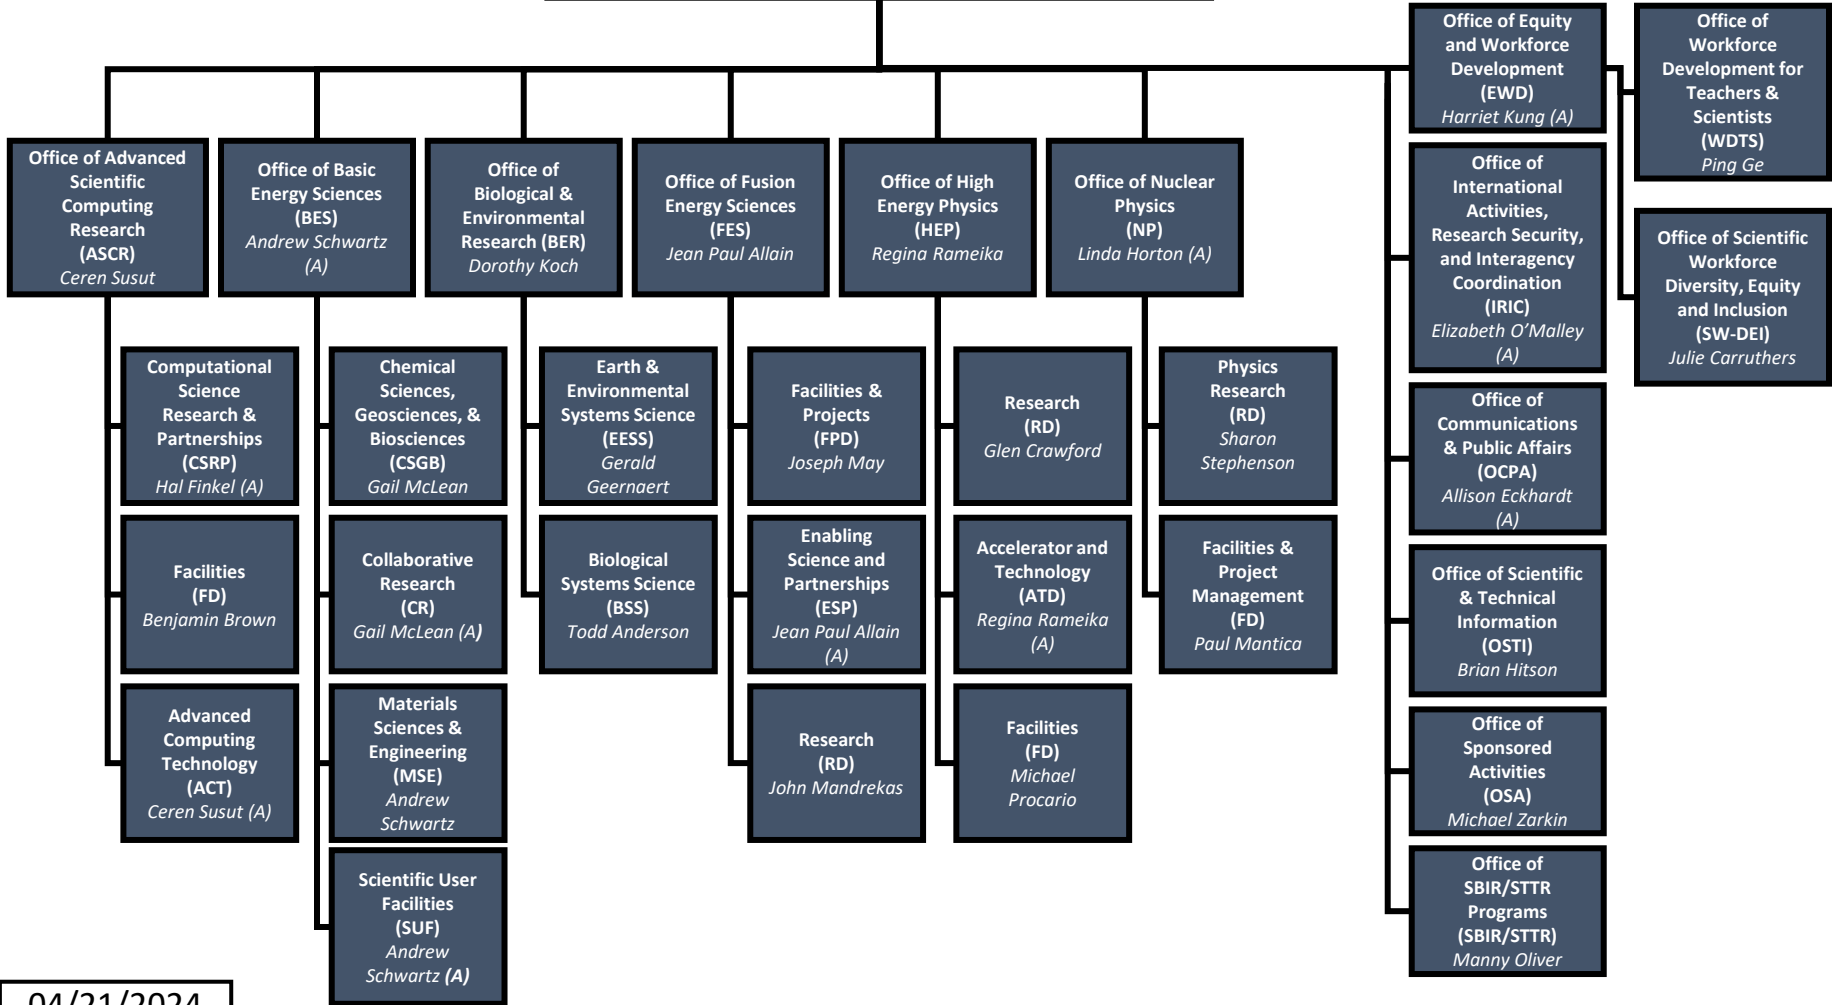 Office of Advanced
Scientific
Computing
Research
(ASCR)
Ceren Susut
Office of Basic
Energy Sciences
(BES)
Andrew Schwartz
(A)
Office of
Biological &
Environmental
Research (BER)
Dorothy Koch
Office of Fusion
Energy Sciences
(FES)
Jean Paul Allain
Office of High
Energy Physics
(HEP)
Regina Rameika
Office of Nuclear
Physics
(NP)
Linda Horton (A)
Computational
Science
Research &
Partnerships
(CSRP)
Hal Finkel (A)
Facilities
(FD)
Benjamin Brown
Advanced
Computing
Technology
(ACT)
Ceren Susut (A)
Chemical
Sciences,
Geosciences, &
Biosciences
(CSGB)
Gail McLean
Collaborative
Research
(CR)
Gail McLean (A)
Materials
Sciences &
Engineering
(MSE)
Andrew
Schwartz
Scientific User
Facilities
(SUF)
Andrew
Schwartz (A)
Earth &
Environmental
Systems Science
(EESS)
Gerald
Geernaert
Biological
Systems Science
(BSS)
Todd Anderson
Facilities &
Projects
(FPD)
Joseph May
Enabling
Science and
Partnerships
(ESP)
Jean Paul Allain
(A)
Research
(RD)
John Mandrekas
Research
(RD)
Glen Crawford
Accelerator and
Technology
(ATD)
Regina Rameika
(A)
Facilities
(FD)
Michael
Procario
Physics
Research
(RD)
Sharon
Stephenson
Facilities &
Project
Management
(FD)
Paul Mantica
Office of Equity
and Workforce
Development
(EWD)
Harriet Kung (A)
Office of
International
Activities,
Research Security,
and Interagency
Coordination
(IRIC)
Elizabeth O’Malley
(A)
Office of
Communications
& Public Affairs
(OCPA)
Allison Eckhardt
(A)
Office of Scientific
& Technical
Information
(OSTI)
Brian Hitson
Office of
Sponsored
Activities
(OSA)
Michael Zarkin
Office of
SBIR/STTR
Programs
(SBIR/STTR)
Manny Oliver
Office of
Workforce
Development for
Teachers &
Scientists
(WDTS)
Ping Ge
Office of Scientific
Workforce
Diversity, Equity
and Inclusion
(SW-DEI)
Julie Carruthers
04/21/2024